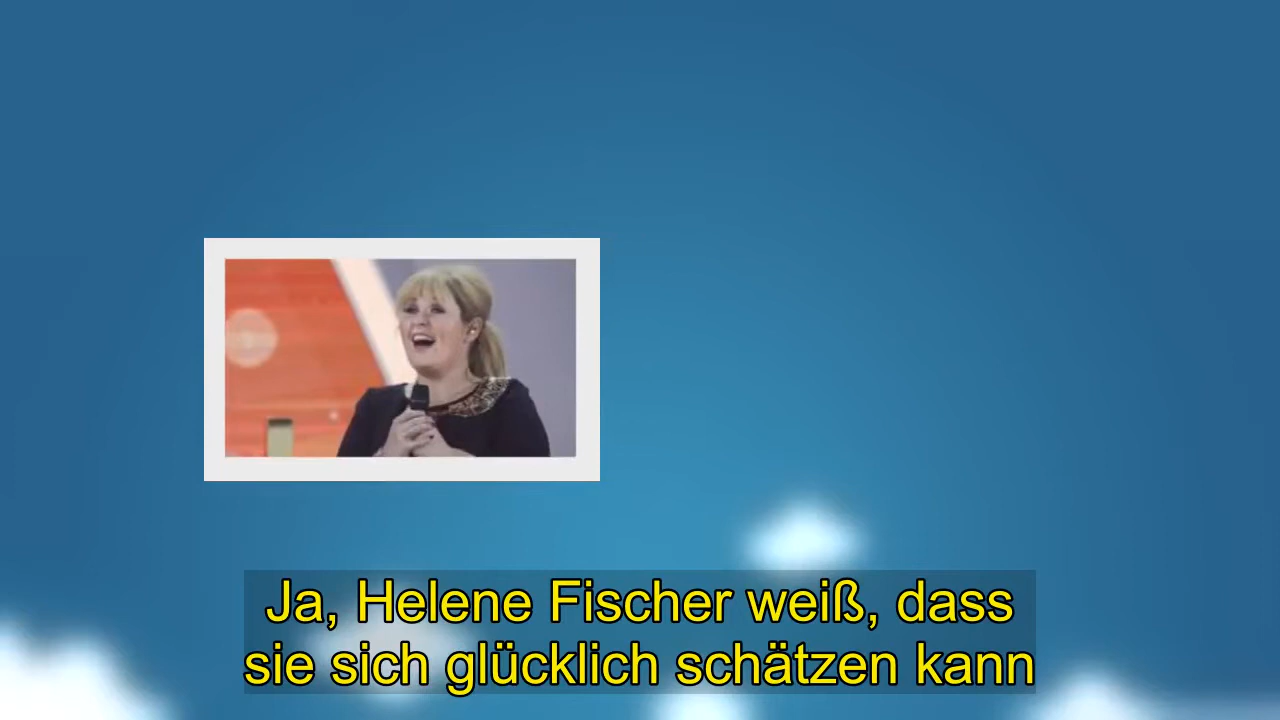 Ja, Helene Fischer weiß, dass
sie sich glücklich schätzen kann